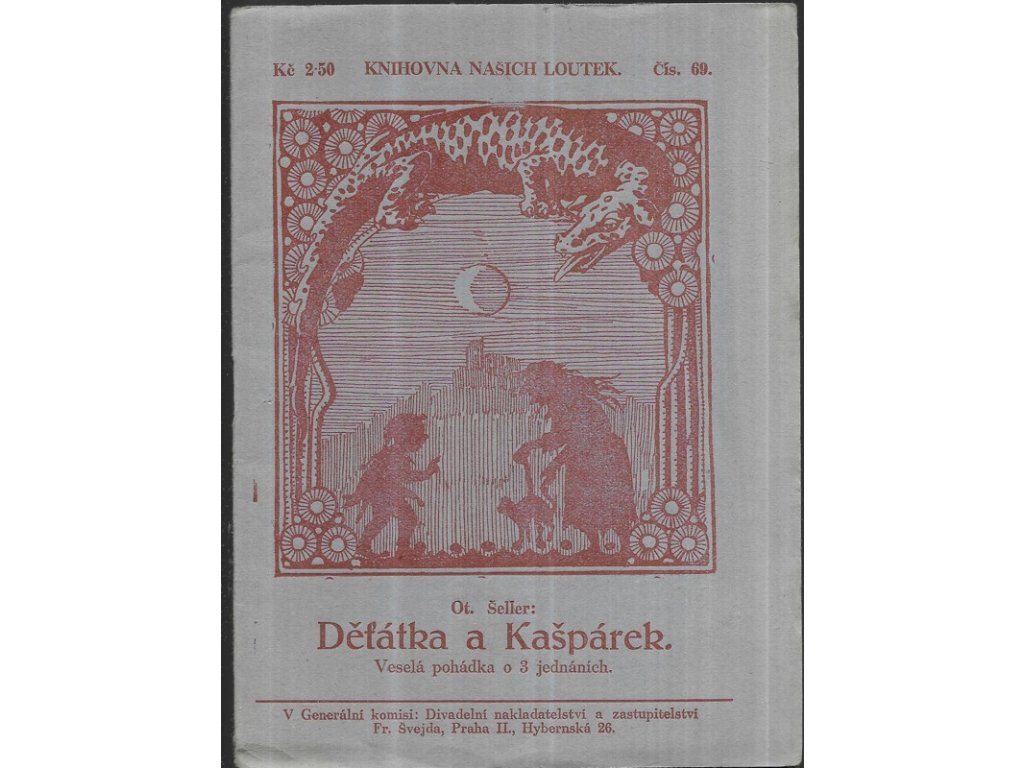 Kč 2·50 KNIHOVNA NAŠICH LOUTEK. Čís. 69.
Ot. Šeller:
Děťátka a Kašpárek.
Veselá pohádka o 3 jednáních.
V Generální komisi: Divadelní nakladatelství a zastupitelství
Fr. Švejda, Praha II., Hybernská 26.